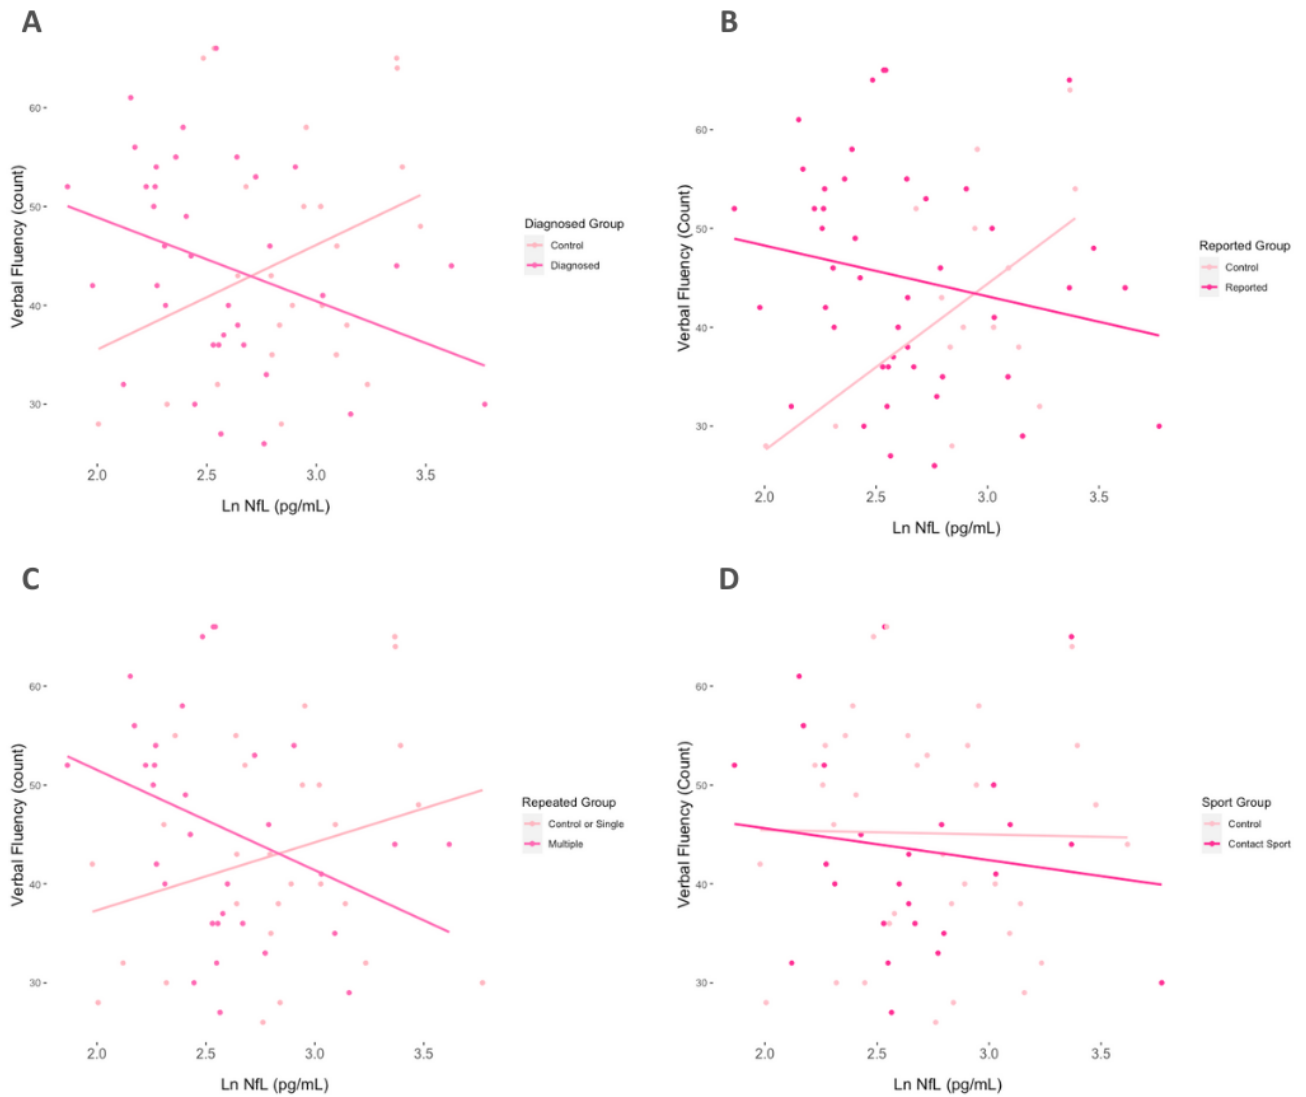 A
60
50
40
30
Verbal Fluency (count)
2.0 2.5 3.0 3.5
Ln NfL (pg/mL)
Diagnosed Group
Control
Diagnosed
B
60
50
40
30
Verbal Fluency (Count)
2.0 2.5 3.0 3.5
Ln NfL (pg/mL)
Reported Group
Control
Reported
C
60
50
40
30
Verbal Fluency (count)
2.0 2.5 3.0 3.5
Ln NfL (pg/mL)
Repeated Group
Control or Single
Multiple
D
60
50
40
30
Verbal Fluency (Count)
2.0 2.5 3.0 3.5
Ln NfL (pg/mL)
Sport Group
Control
Contact Sport